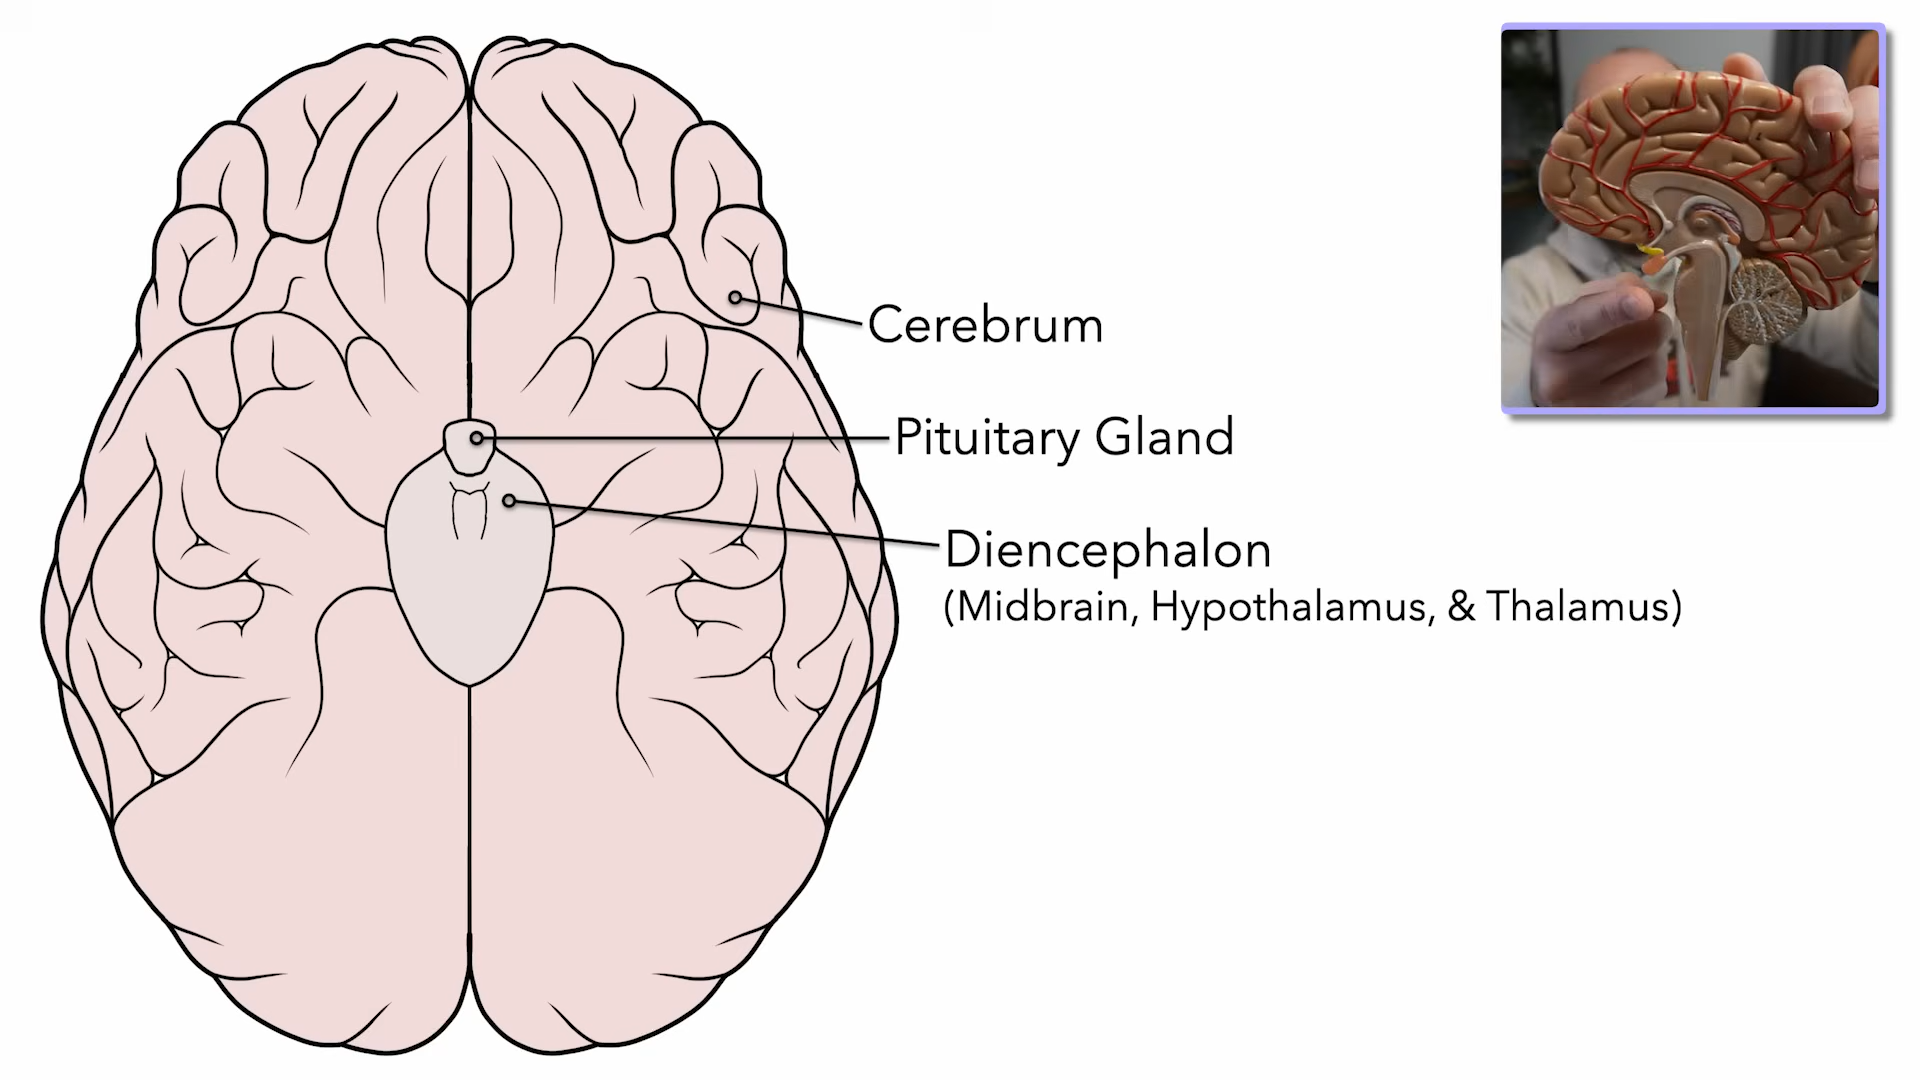 Cerebrum
Pituitary Gland
Diencephalon
(Midbrain, Hypothalamus, & Thalamus)